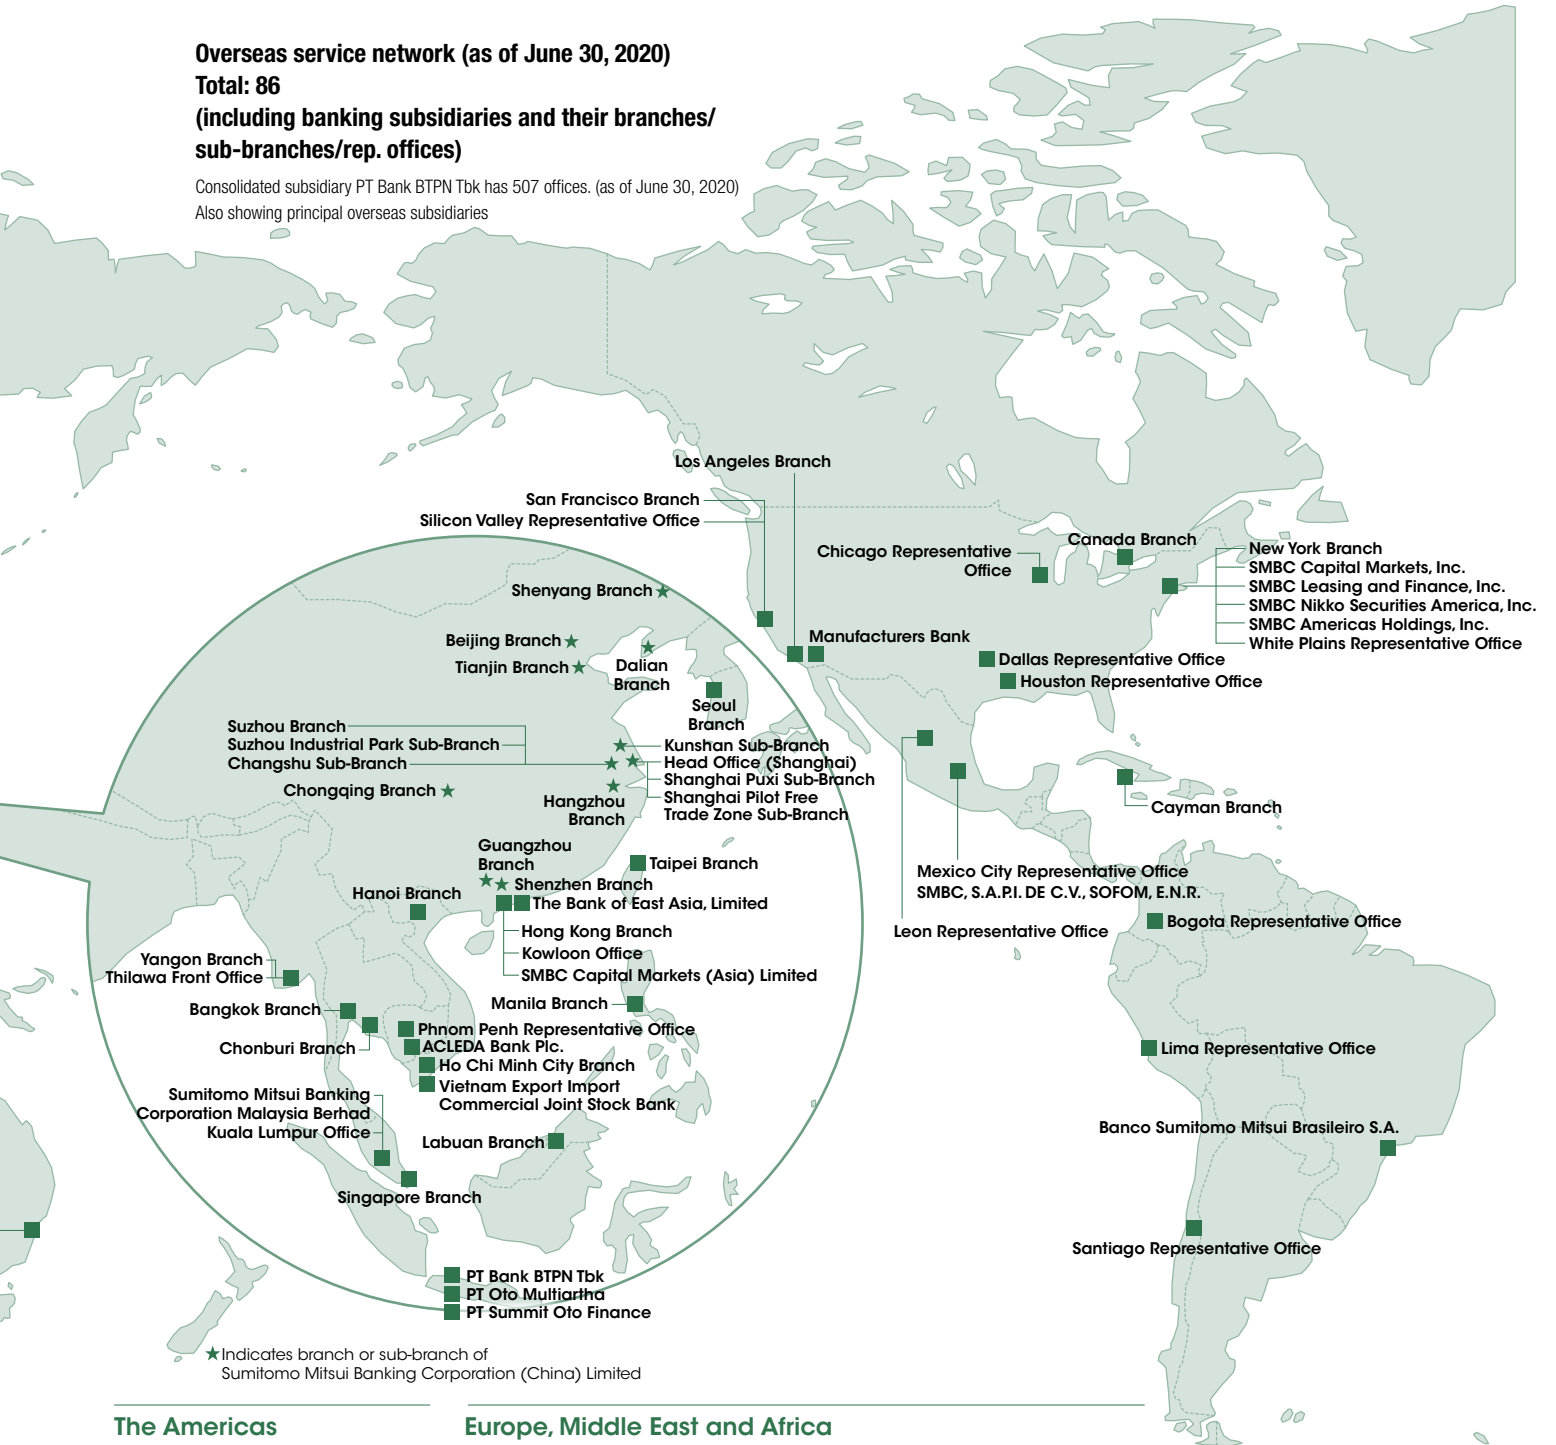 Overseas service network (as of June 30, 2020)
Total: 86
(including banking subsidiaries and their branches/
sub-branches/rep. offices)
Consolidated subsidiary PT Bank BTPN Tbk has 507 offices. (as of June 30, 2020)
Also showing principal overseas subsidiaries
Los Angeles Branch
San Francisco Branch
Silicon Valley Representative Office
Chicago Representative
Office
Canada Branch
New York Branch
SMBC Capital Markets, Inc.
SMBC Leasing and Finance, Inc.
SMBC Nikko Securities America, Inc.
SMBC Americas Holdings, Inc.
White Plains Representative Office
Manufacturers Bank
Dallas Representative Office
Houston Representative Office
Shenyang Branch
Beijing Branch
Tianjin Branch
Dalian
Branch
Seoul
Branch
Suzhou Branch
Suzhou Industrial Park Sub-Branch
Changshu Sub-Branch
Chongqing Branch
Kunshan Sub-Branch
Head Office (Shanghai)
Shanghai Puxi Sub-Branch
Shanghai Pilot Free
Trade Zone Sub-Branch
Hangzhou
Branch
Guangzhou
Branch
Shenzhen Branch
Taipei Branch
The Bank of East Asia, Limited
Hong Kong Branch
Kowloon Office
SMBC Capital Markets (Asia) Limited
Hanoi Branch
Yangon Branch
Thilawa Front Office
Bangkok Branch
Chonburi Branch
Manila Branch
Phnom Penh Representative Office
ACLEDA Bank Plc.
Ho Chi Minh City Branch
Vietnam Export Import
Commercial Joint Stock Bank
Sumitomo Mitsui Banking
Corporation Malaysia Berhad
Kuala Lumpur Office
Labuan Branch
Singapore Branch
PT Bank BTPN Tbk
PT Oto Multiartha
PT Summit Oto Finance
Cayman Branch
Mexico City Representative Office
SMBC, S.A.P.I. DE C.V., SOFOM, E.N.R.
Leon Representative Office
Bogota Representative Office
Lima Representative Office
Banco Sumitomo Mitsui Brasileiro S.A.
Santiago Representative Office
★Indicates branch or sub-branch of
Sumitomo Mitsui Banking Corporation (China) Limited
The Americas
Europe, Middle East and Africa